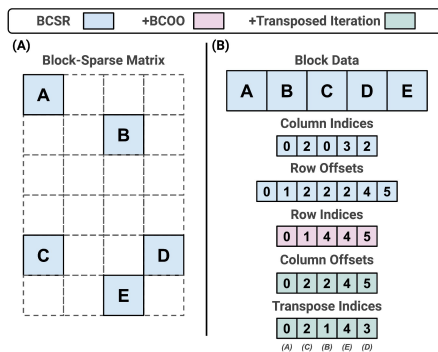 BCSR +BCOO +Transposed Iteration
(A)
Block-Sparse Matrix
A
B
C D
E
(B)
Block Data
A B C D E
Column Indices
0 2 0 3 2
Row Offsets
0 1 2 2 2 4 5
Row Indices
0 1 4 4 5
Column Offsets
0 2 2 4 5
Transpose Indices
0 2 1 4 3
(A) (C) (B) (E) (D)